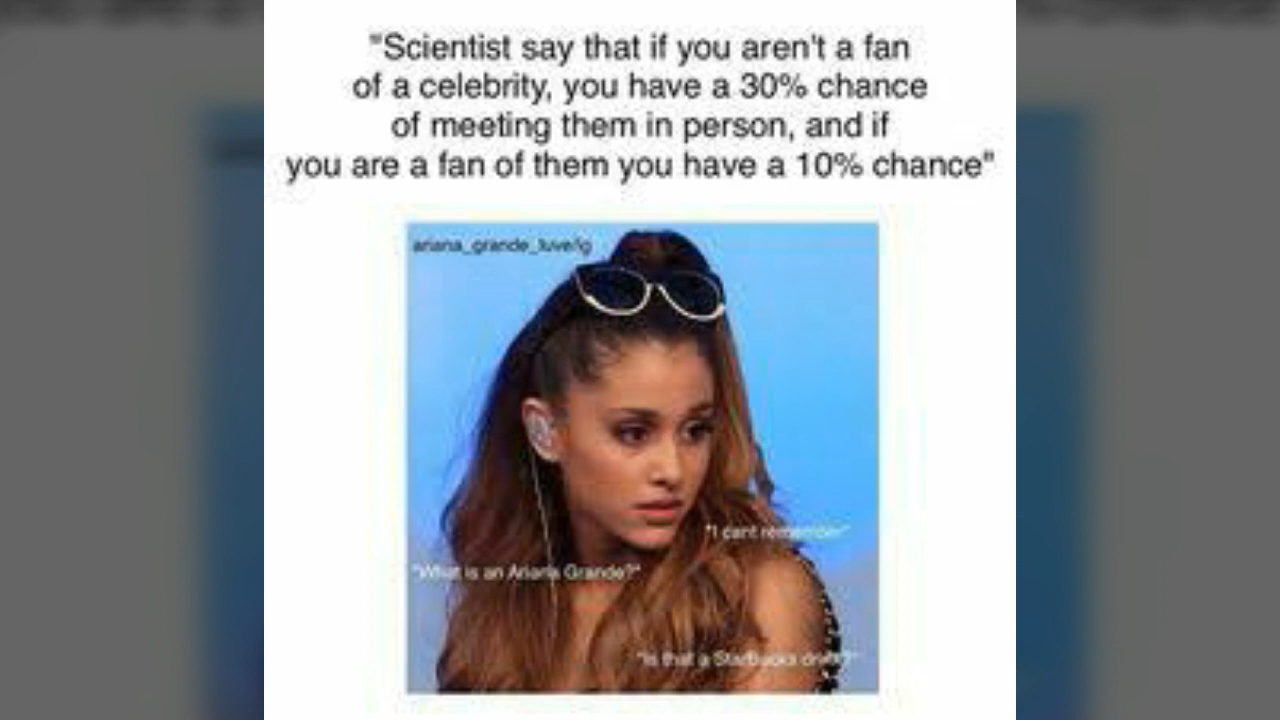 "Scientist say that if you aren't a fan
of a celebrity, you have a 30% chance
of meeting them in person, and if
you are a fan of them you have a 10% chance"
ariana_grande_luve/ig
"I cant remember"
"What is an Ariana Grande?"
"Is that a Starbucks drink?"